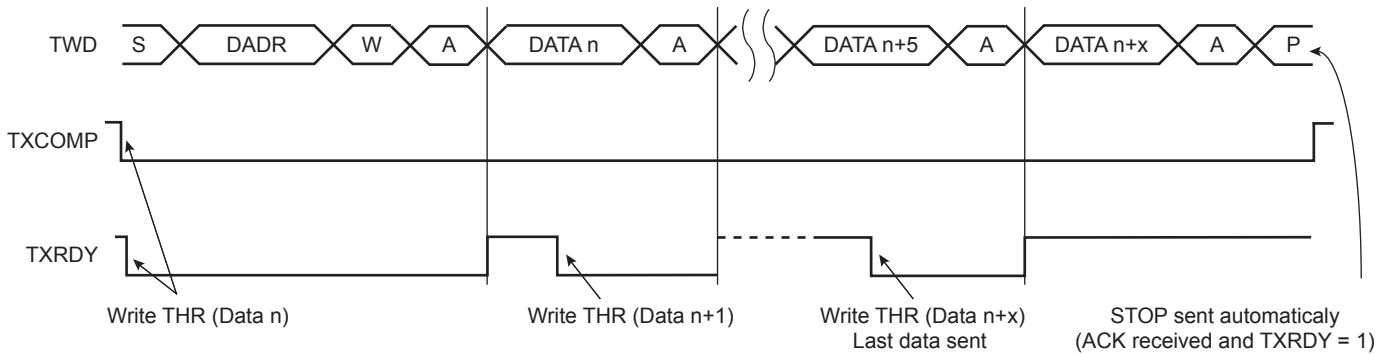 TWD S DADR W A DATA n A DATA n+5 A DATA n+x A P
TXCOMP
TXRDY
Write THR (Data n) Write THR (Data n+1) Write THR (Data n+x) STOP sent automaticaly
Last data sent (ACK received and TXRDY = 1)